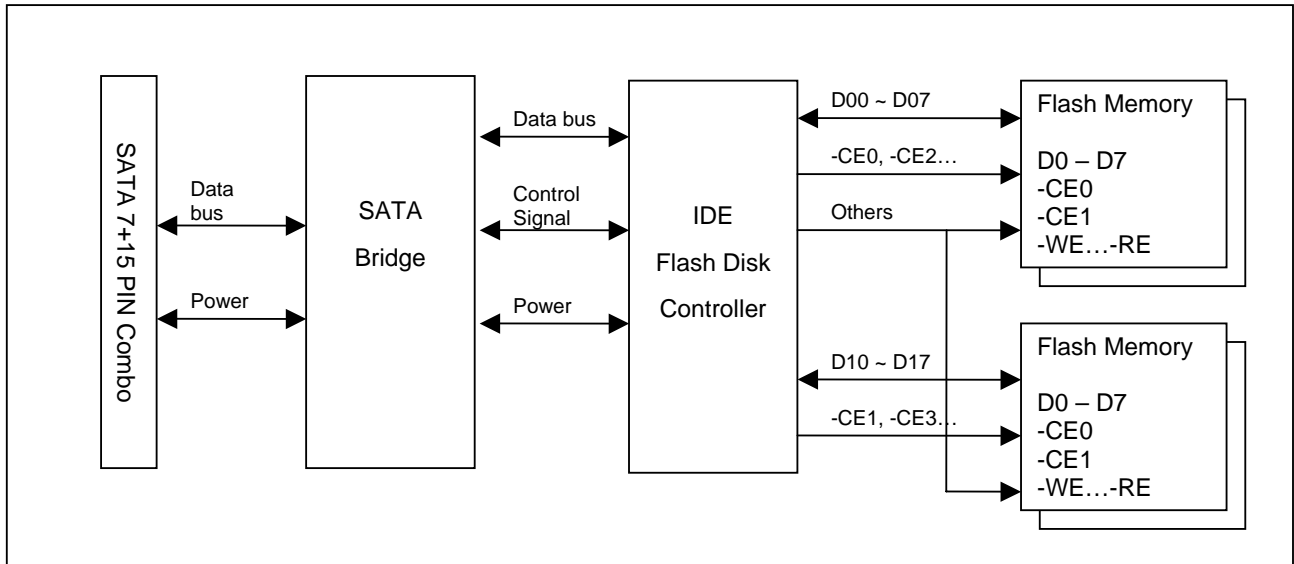 SATA 7+15 PIN Combo
Data
bus
Power
SATA
Bridge
Data bus
Control
Signal
Power
IDE
Flash Disk
Controller
D00 ~ D07
-CE0, -CE2…
Others
D10 ~ D17
-CE1, -CE3…
Flash Memory
D0 – D7
-CE0
-CE1
-WE…-RE
Flash Memory
D0 – D7
-CE0
-CE1
-WE…-RE